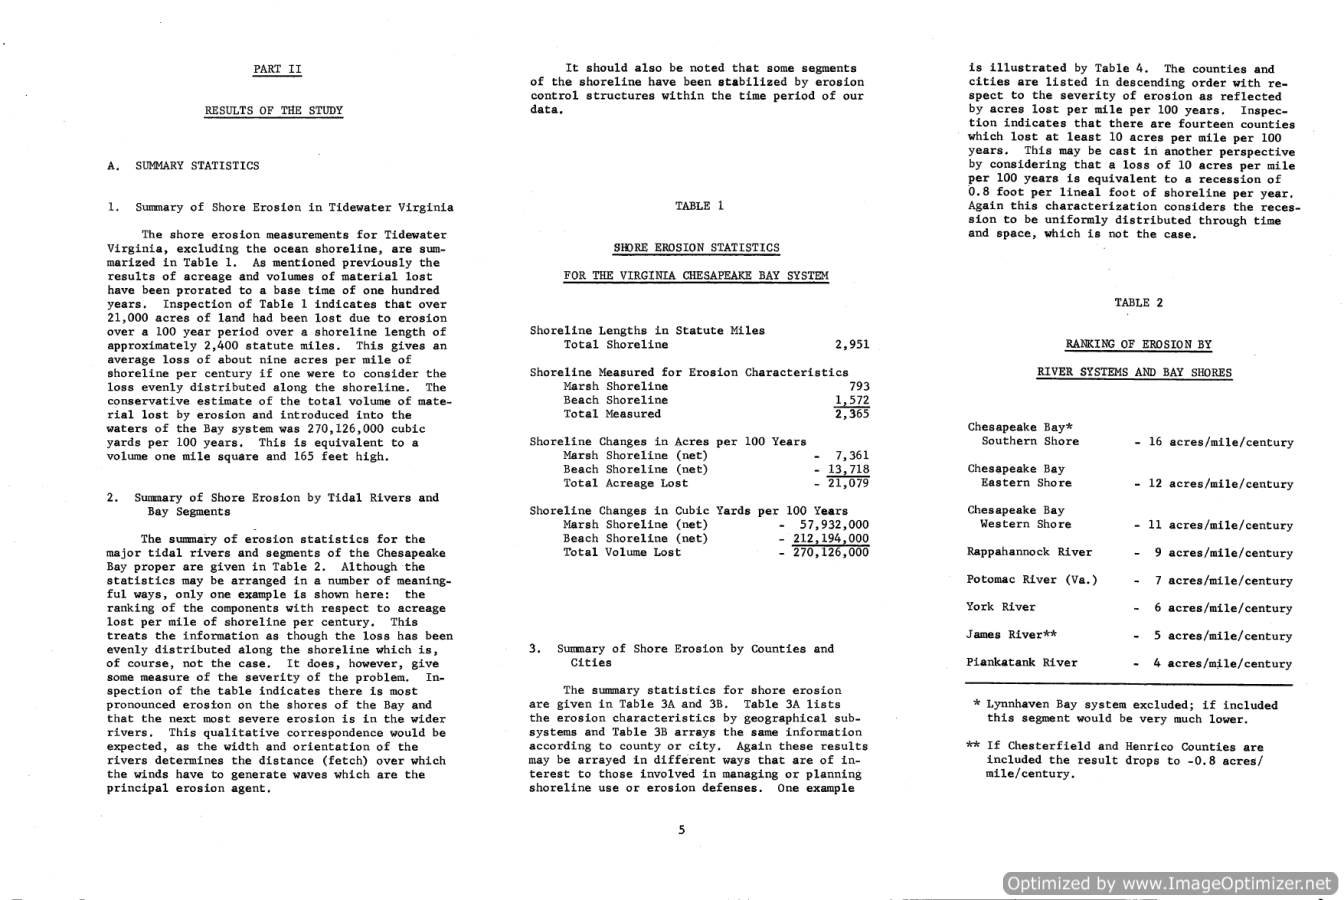 PART II
RESULTS OF THE STUDY
A. SUMMARY STATISTICS
1. Summary of Shore Erosion in Tidewater Virginia
The shore erosion measurements for Tidewater
Virginia, excluding the ocean shoreline, are sum-
marized in Table 1. As mentioned previously the
results of acreage and volumes of material lost
have been prorated to a base time of one hundred
years. Inspection of Table 1 indicates that over
21,000 acres of land had been lost due to erosion
over a 100 year period over a shoreline length of
approximately 2,400 statute miles. This gives an
average loss of about nine acres per mile of
shoreline per century if one were to consider the
loss evenly distributed along the shoreline. The
conservative estimate of the total volume of mate-
rial lost by erosion and introduced into the
waters of the Bay system was 270,126,000 cubic
yards per 100 years. This is equivalent to a
volume one mile square and 165 feet high.
2. Summary of Shore Erosion by Tidal Rivers and
Bay Segments
The summary of erosion statistics for the
major tidal rivers and segments of the Chesapeake
Bay proper are given in Table 2. Although the
statistics may be arranged in a number of meaning-
ful ways, only one example is shown here: the
ranking of the components with respect to acreage
lost per mile of shoreline per century. This
treats the information as though the loss has been
evenly distributed along the shoreline which is,
of course, not the case. It does, however, give
some measure of the severity of the problem. In-
spection of the table indicates there is most
pronounced erosion on the shores of the Bay and
that the next most severe erosion is in the wider
rivers. This qualitative correspondence would be
expected, as the width and orientation of the
rivers determines the distance (fetch) over which
the winds have to generate waves which are the
principal erosion agent.
It should also be noted that some segments
of the shoreline have been stabilized by erosion
control structures within the time period of our
data.
TABLE 1
SHORE EROSION STATISTICS
FOR THE VIRGINIA CHESAPEAKE BAY SYSTEM
Shoreline Lengths in Statute Miles
Total Shoreline 2,951
Shoreline Measured for Erosion Characteristics
Marsh Shoreline 793
Beach Shoreline 1,572
Total Measured 2,365
Shoreline Changes in Acres per 100 Years
Marsh Shoreline (net) - 7,361
Beach Shoreline (net) - 13,718
Total Acreage Lost - 21,079
Shoreline Changes in Cubic Yards per 100 Years
Marsh Shoreline (net) - 57,932,000
Beach Shoreline (net) - 212,194,000
Total Volume Lost - 270,126,000
3. Summary of Shore Erosion by Counties and
Cities
The summary statistics for shore erosion
are given in Table 3A and 3B. Table 3A lists
the erosion characteristics by geographical sub-
systems and Table 3B arrays the same information
according to county or city. Again these results
may be arrayed in different ways that are of in-
terest to those involved in managing or planning
shoreline use or erosion defenses. One example
is illustrated by Table 4. The counties and
cities are listed in descending order with re-
spect to the severity of erosion as reflected
by acres lost per mile per 100 years. Inspec-
tion indicates that there are fourteen counties
which lost at least 10 acres per mile per 100
years. This may be cast in another perspective
by considering that a loss of 10 acres per mile
per 100 years is equivalent to a recession of
0.8 foot per lineal foot of shoreline per year.
Again this characterization considers the reces-
sion to be uniformly distributed through time
and space, which is not the case.
TABLE 2
RANKING OF EROSION BY
RIVER SYSTEMS AND BAY SHORES
Chesapeake Bay*
Southern Shore - 16 acres/mile/century
Chesapeake Bay
Eastern Shore - 12 acres/mile/century
Chesapeake Bay
Western Shore - 11 acres/mile/century
Rappahannock River - 9 acres/mile/century
Potomac River (Va.) - 7 acres/mile/century
York River - 6 acres/mile/century
James River** - 5 acres/mile/century
Piankatank River - 4 acres/mile/century
* Lynnhaven Bay system excluded; if included
this segment would be very much lower.
** If Chesterfield and Henrico Counties are
included the result drops to -0.8 acres/
mile/century.
5
Optimized by www.ImageOptimizer.net